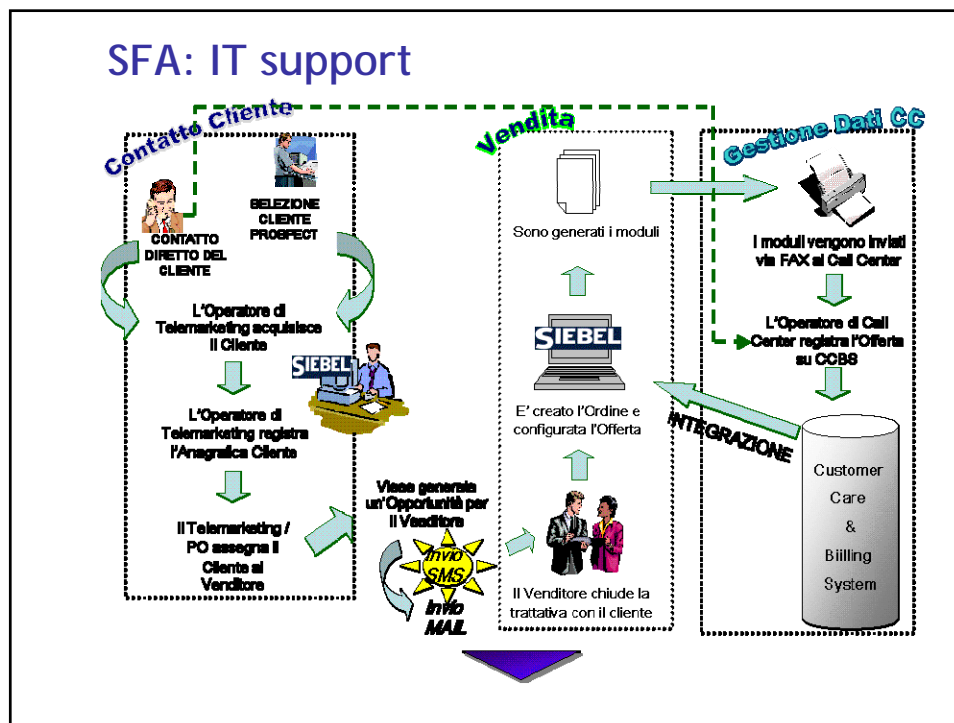 SFA: IT support
Contatto Cliente
SELEZIONE
CLIENTE
PROSPECT
CONTATTO
DIRETTO DEL
CLIENTE
L'Operatore di
Telemarketing acquisisce
il Cliente
SIEBEL
L'Operatore di
Telemarketing registra
l'Anagrafica Cliente
Il Telemarketing /
PO assegna il
Cliente al
Venditore
Viene generata
un'Opportunità per
il Venditore
Invio
SMS
Invio
MAIL
Vendita
Sono generati i moduli
SIEBEL
E' creato l'Ordine e
configurata l'Offerta
Il Venditore chiude la
trattativa con il cliente
Gestione Dati CC
I moduli vengono inviati
via FAX al Call Center
L'Operatore di Call
Center registra l'Offerta
su CCBS
INTEGRAZIONE
Customer
Care
&
Biilling
System